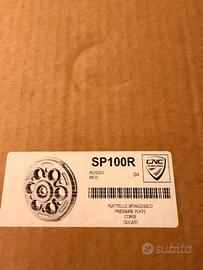 SP100R
CNC
RACING
ROSSO
RED
04
PIATTELLO SPINGIDISCO
PRESSURE PLATE
CORSE
DUCATI
subito